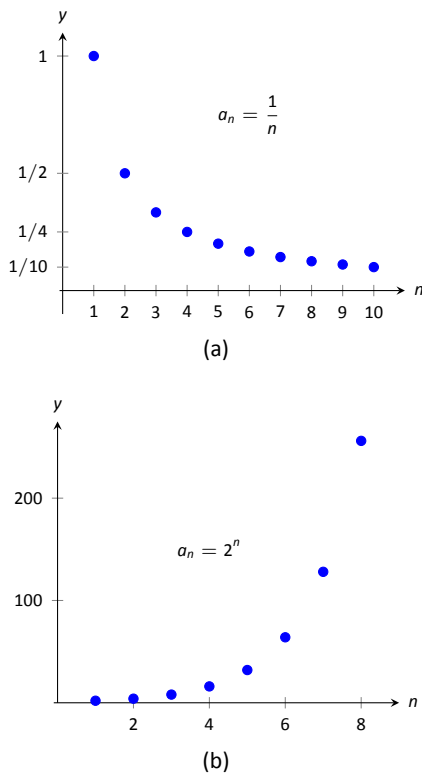 y
1
a_n = 1/n
1/2
1/4
1/10
n
1 2 3 4 5 6 7 8 9 10
(a)
y
200
a_n = 2^n
100
n
2 4 6 8
(b)